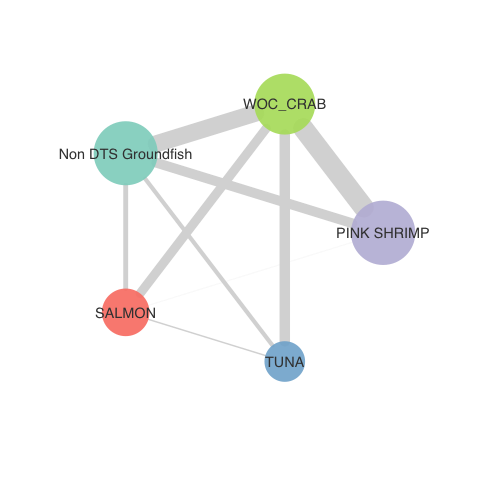 WOC_CRAB
Non DTS Groundfish
PINK SHRIMP
SALMON
TUNA